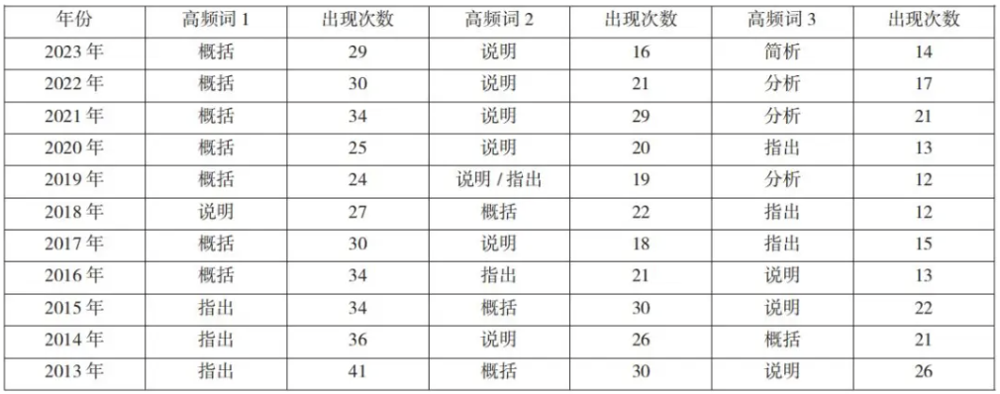 年份 高频词 1 出现次数 高频词 2 出现次数 高频词 3 出现次数
2023 年 概括 29 说明 16 简析 14
2022 年 概括 30 说明 21 分析 17
2021 年 概括 34 说明 29 分析 21
2020 年 概括 25 说明 20 指出 13
2019 年 概括 24 说明 / 指出 19 分析 12
2018 年 说明 27 概括 22 指出 12
2017 年 概括 30 说明 18 指出 15
2016 年 概括 34 指出 21 说明 13
2015 年 指出 34 概括 30 说明 22
2014 年 指出 36 说明 26 概括 21
2013 年 指出 41 概括 30 说明 26